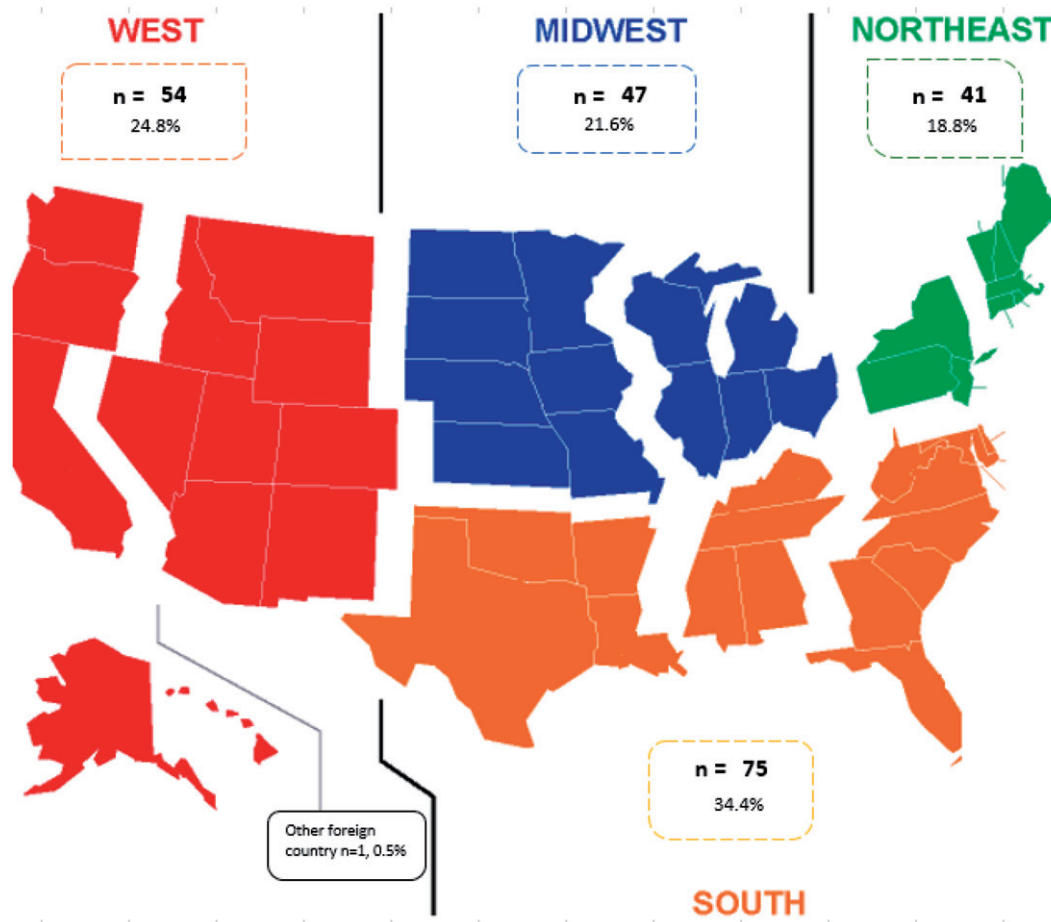 WEST
n = 54
24.8%
MIDWEST
n = 47
21.6%
NORTHEAST
n = 41
18.8%
Other foreign
country n=1, 0.5%
n = 75
34.4%
SOUTH